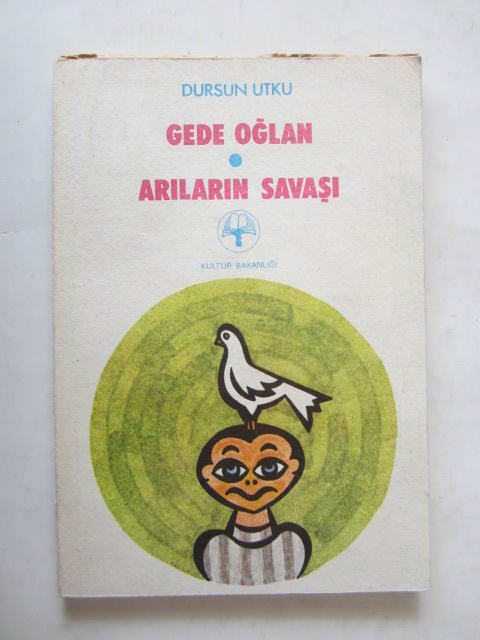 DURSUN UTKU
GEDE OĞLAN
ARILARIN SAVAŞI
KÜLTÜR BAKANLIĞI